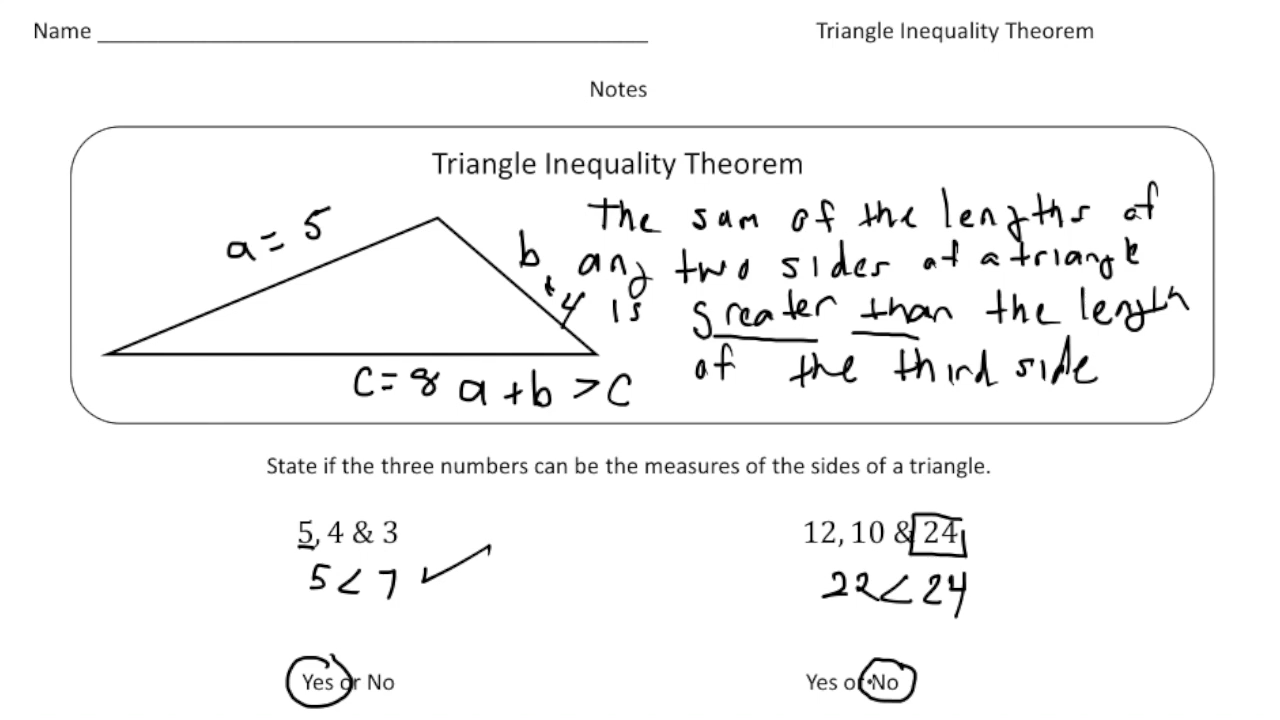 Name Triangle Inequality Theorem
Notes
Triangle Inequality Theorem
a = 5
b + 4
c = 8 a + b > c
The sum of the lengths of
any two sides of a triangle
is greater than the length
of the third side
State if the three numbers can be the measures of the sides of a triangle.
5, 4 & 3 12, 10 & 24
5 < 7 ✓ 22 < 24
Yes or No Yes or No